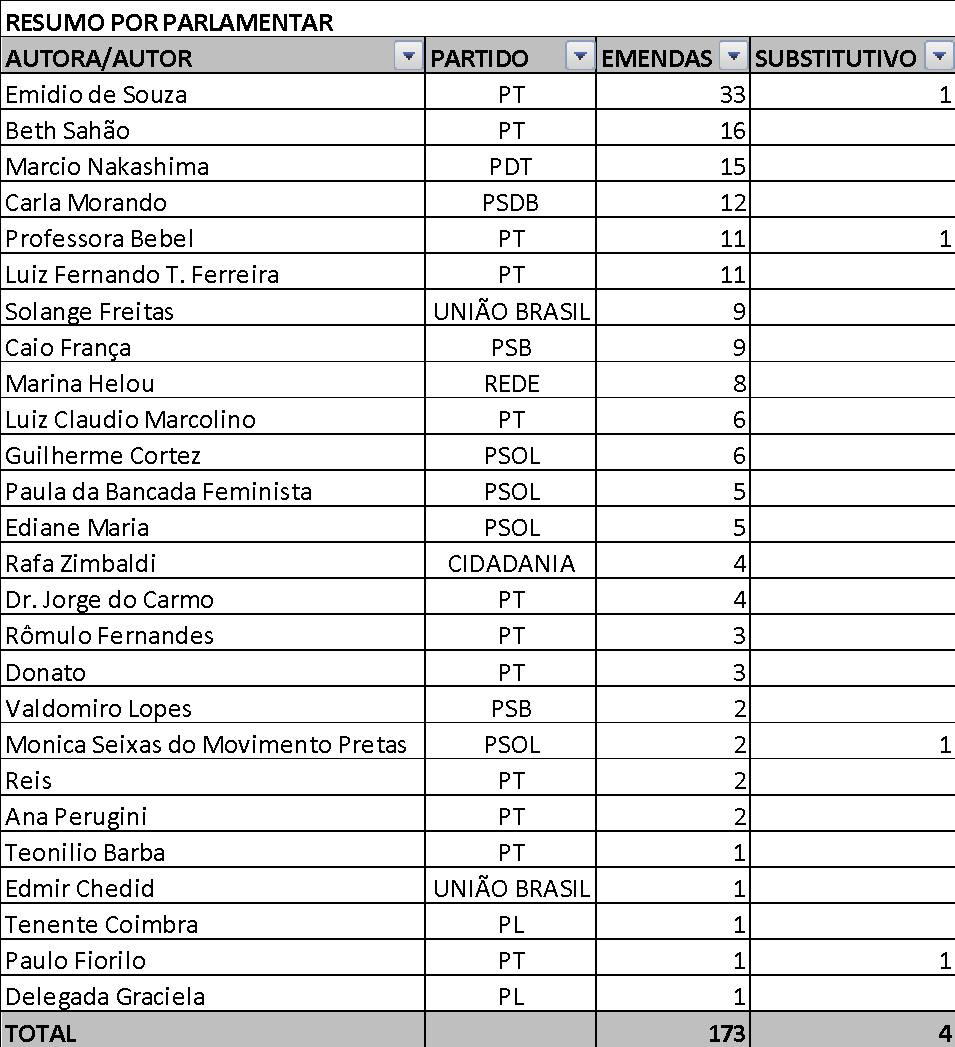 RESUMO POR PARLAMENTAR
AUTORA/AUTOR PARTIDO EMENDAS SUBSTITUTIVO
Emidio de Souza PT 33 1
Beth Sahão PT 16
Marcio Nakashima PDT 15
Carla Morando PSDB 12
Professora Bebel PT 11 1
Luiz Fernando T. Ferreira PT 11
Solange Freitas UNIÃO BRASIL 9
Caio França PSB 9
Marina Helou REDE 8
Luiz Claudio Marcolino PT 6
Guilherme Cortez PSOL 6
Paula da Bancada Feminista PSOL 5
Ediane Maria PSOL 5
Rafa Zimbaldi CIDADANIA 4
Dr. Jorge do Carmo PT 4
Rômulo Fernandes PT 3
Donato PT 3
Valdomiro Lopes PSB 2
Monica Seixas do Movimento Pretas PSOL 2 1
Reis PT 2
Ana Perugini PT 2
Teonilio Barba PT 1
Edmir Chedid UNIÃO BRASIL 1
Tenente Coimbra PL 1
Paulo Fiorilo PT 1 1
Delegada Graciela PL 1
TOTAL 173 4